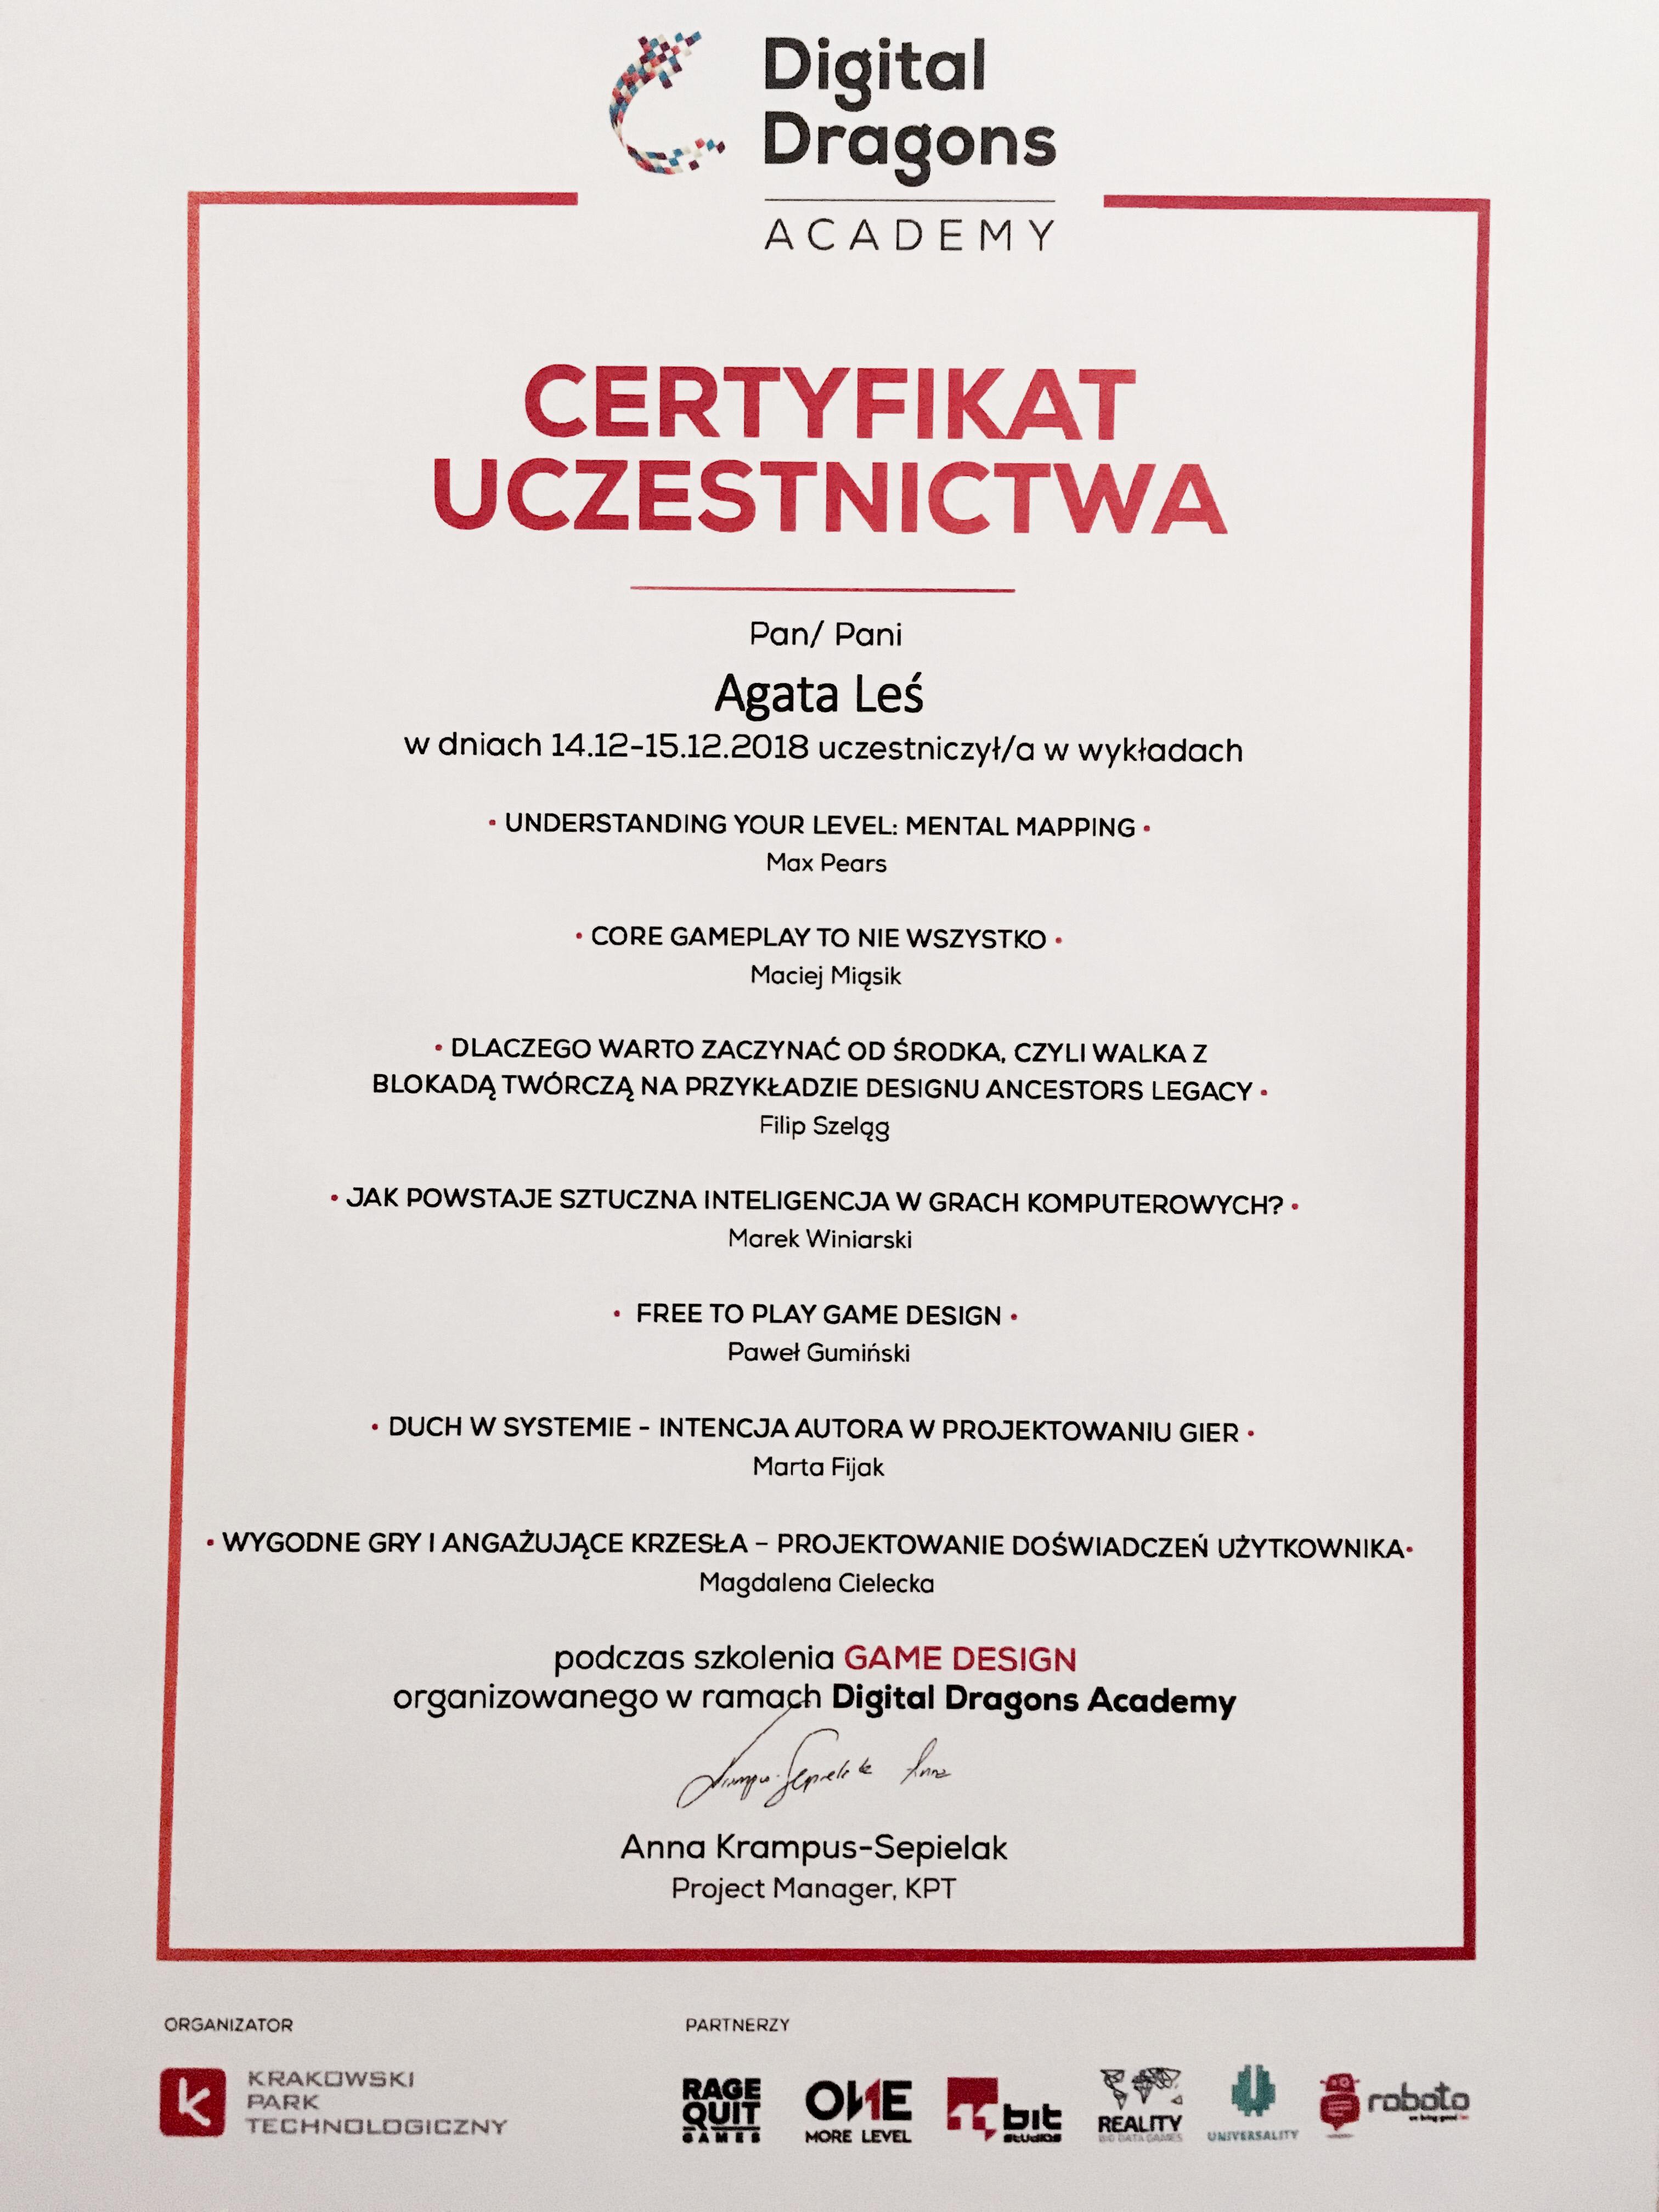 Digital
Dragons
ACADEMY
CERTYFIKAT
UCZESTNICTWA
Pan/ Pani
Agata Leś
w dniach 14.12-15.12.2018 uczestniczył/a w wykładach
• UNDERSTANDING YOUR LEVEL: MENTAL MAPPING •
Max Pears
• CORE GAMEPLAY TO NIE WSZYSTKO •
Maciej Miąsik
• DLACZEGO WARTO ZACZYNAĆ OD ŚRODKA, CZYLI WALKA Z
BLOKADĄ TWÓRCZĄ NA PRZYKŁADZIE DESIGNU ANCESTORS LEGACY •
Filip Szeląg
• JAK POWSTAJE SZTUCZNA INTELIGENCJA W GRACH KOMPUTEROWYCH? •
Marek Winiarski
• FREE TO PLAY GAME DESIGN •
Paweł Gumiński
• DUCH W SYSTEMIE - INTENCJA AUTORA W PROJEKTOWANIU GIER •
Marta Fijak
• WYGODNE GRY I ANGAŻUJĄCE KRZESŁA – PROJEKTOWANIE DOŚWIADCZEŃ UŻYTKOWNIKA•
Magdalena Cielecka
podczas szkolenia GAME DESIGN
organizowanego w ramach Digital Dragons Academy
Anna Krampus-Sepielak
Project Manager, KPT
ORGANIZATOR
PARTNERZY
KRAKOWSKI
PARK
TECHNOLOGICZNY
RAGE
QUIT
GAMES
ONE
MORE LEVEL
bit
STUDIOS
REALITY
BIG DATA GAMES
UNIVERSALITY
roboto